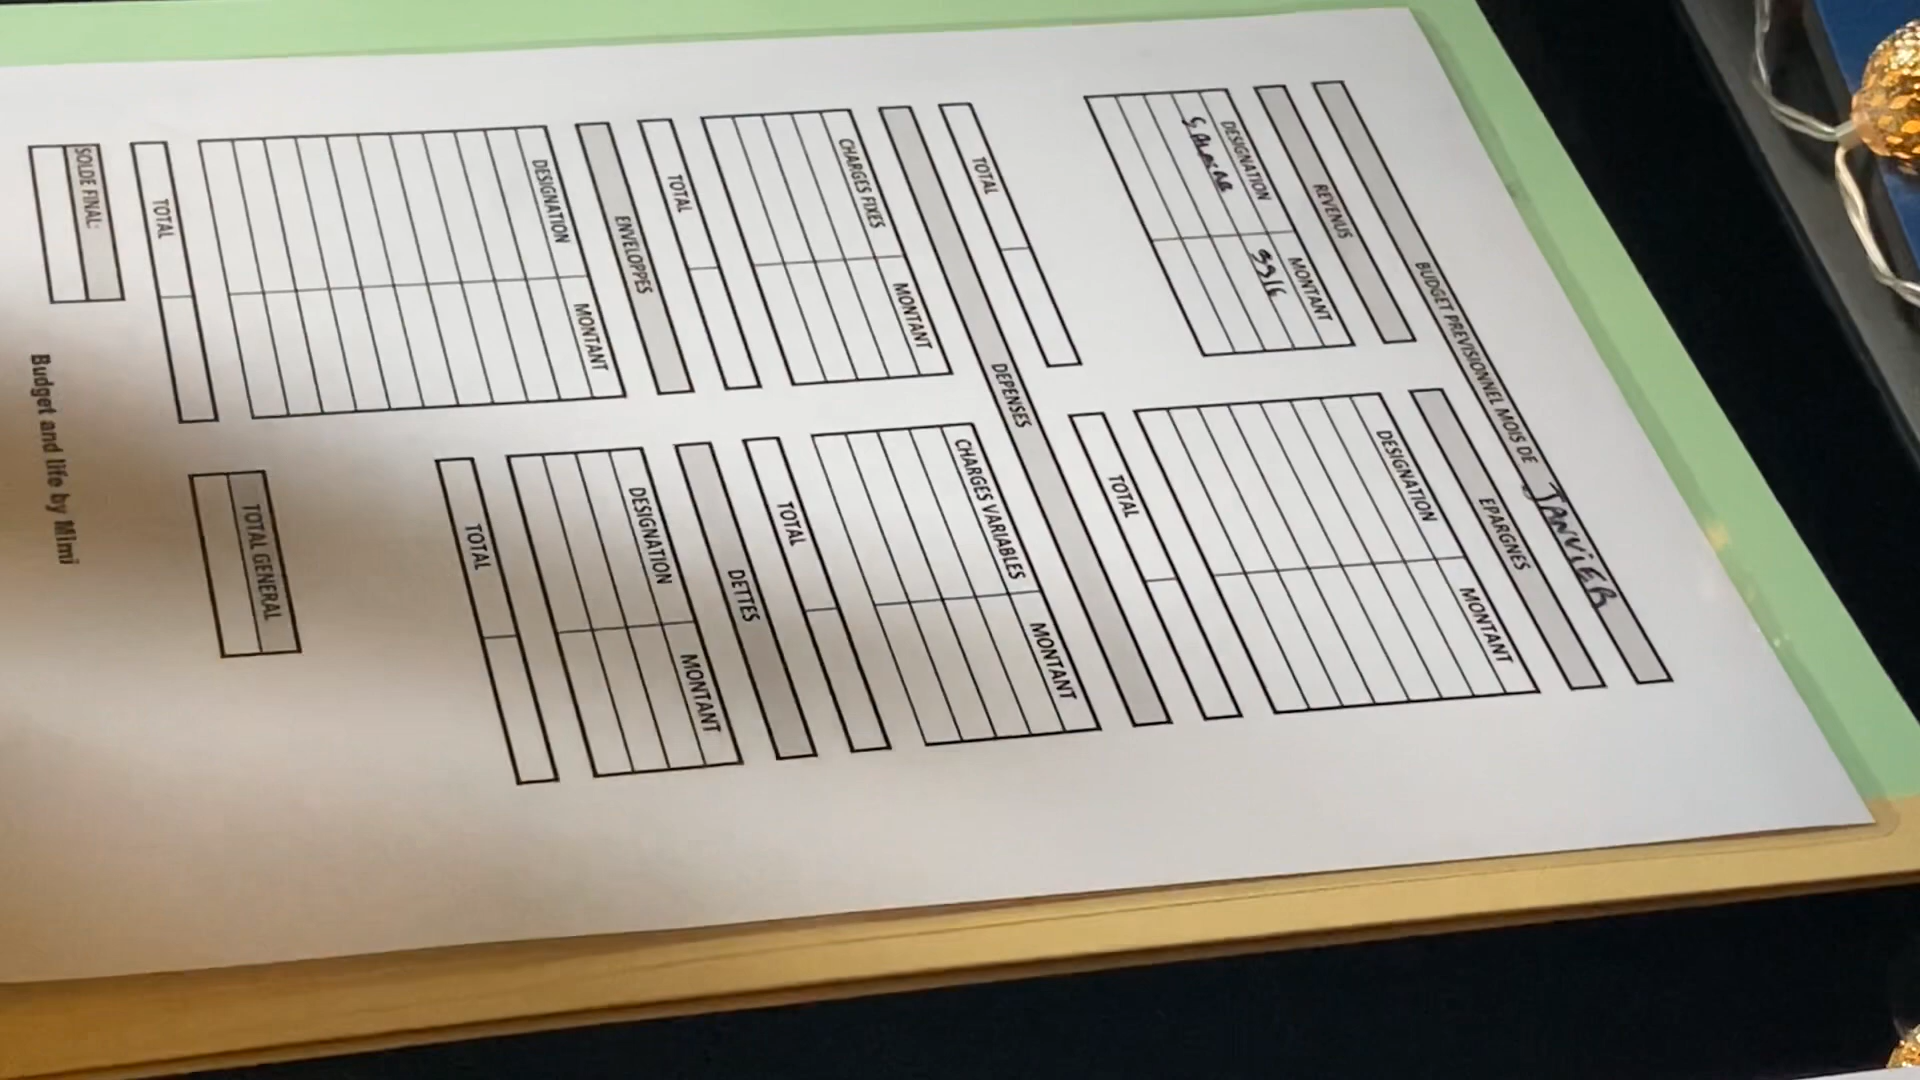 BUDGET PREVISIONNEL MOIS DE JANVIER
REVENUS
DESIGNATION MONTANT
3316
TOTAL
EPARGNES
DESIGNATION MONTANT
TOTAL
DEPENSES
CHARGES FIXES MONTANT
TOTAL
CHARGES VARIABLES MONTANT
TOTAL
ENVELOPPES
DESIGNATION MONTANT
TOTAL
DETTES
DESIGNATION MONTANT
TOTAL
SOLDE FINAL:
TOTAL GENERAL
Budget and life by Mimi